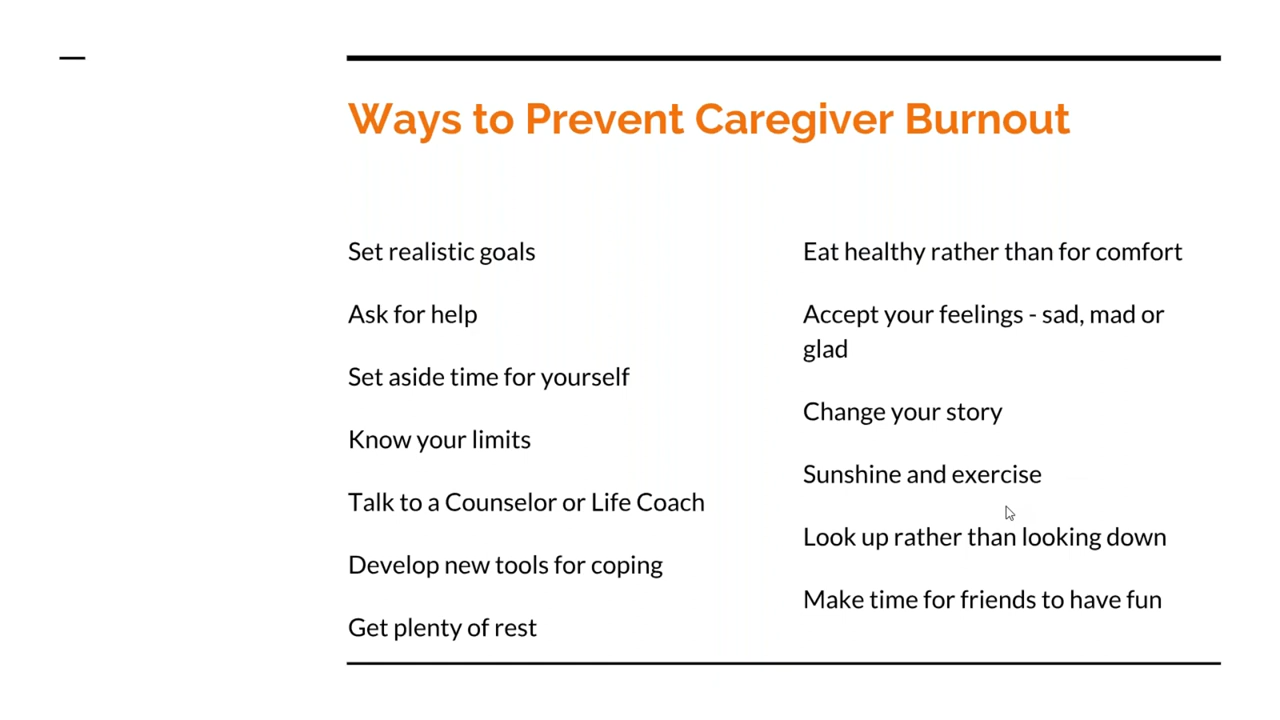 Ways to Prevent Caregiver Burnout
Set realistic goals
Ask for help
Set aside time for yourself
Know your limits
Talk to a Counselor or Life Coach
Develop new tools for coping
Get plenty of rest
Eat healthy rather than for comfort
Accept your feelings - sad, mad or
glad
Change your story
Sunshine and exercise
Look up rather than looking down
Make time for friends to have fun